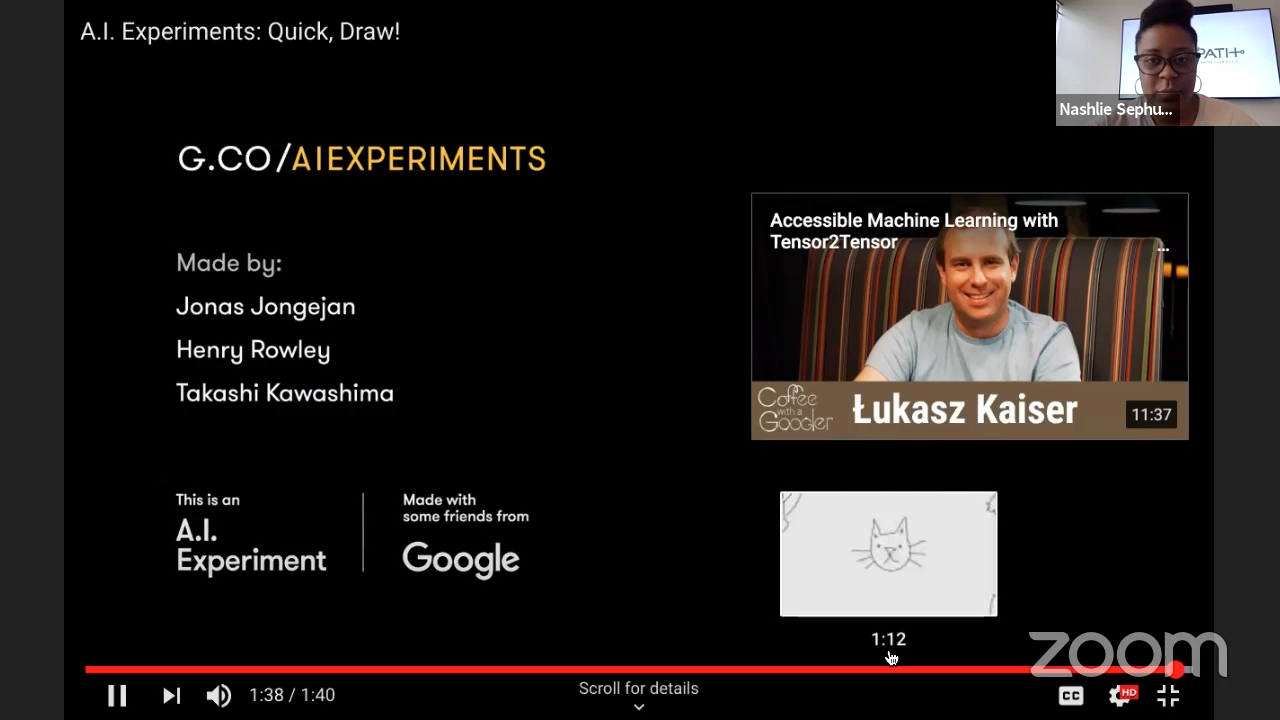 A.I. Experiments: Quick, Draw!
PATH
Nashlie Sephu...
G.CO/AIEXPERIMENTS
Made by:
Jonas Jongejan
Henry Rowley
Takashi Kawashima
Accessible Machine Learning with
Tensor2Tensor
...
Coffee
with a
Googler
Łukasz Kaiser
11:37
This is an
A.I.
Experiment
Made with
some friends from
Google
1:12
zoom
1:38 / 1:40
Scroll for details
CC
HD